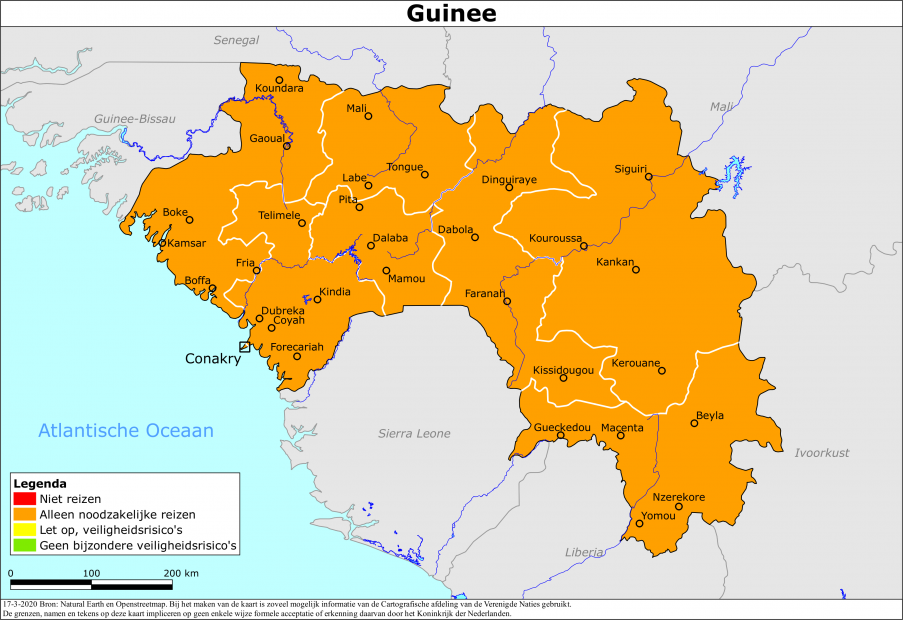 Guinee
Senegal
Koundara
Mali
Mali
Guinee-Bissau
Gaoual
Tongue
Siguiri
Labe
Dinguiraye
Pita
Boke
Telimele
Kamsar
Dalaba
Dabola
Kouroussa
Fria
Kankan
Boffa
Mamou
Kindia
Faranah
Dubreka
Coyah
Forecariah
Conakry
Kissidougou
Kerouane
Beyla
Atlantische Oceaan
Sierra Leone
Gueckedou
Macenta
Ivoorkust
Legenda
Niet reizen
Alleen noodzakelijke reizen
Let op, veiligheidsrisico's
Geen bijzondere veiligheidsrisico's
Nzerekore
Yomou
Liberia
0 100 200 km
17-3-2020 Bron: Natural Earth en Openstreetmap. Bij het maken van de kaart is zoveel mogelijk informatie van de Cartografische afdeling van de Verenigde Naties gebruikt.
De grenzen, namen en tekens op deze kaart impliceren op geen enkele wijze formele acceptatie of erkenning daarvan door het Koninkrijk der Nederlanden.